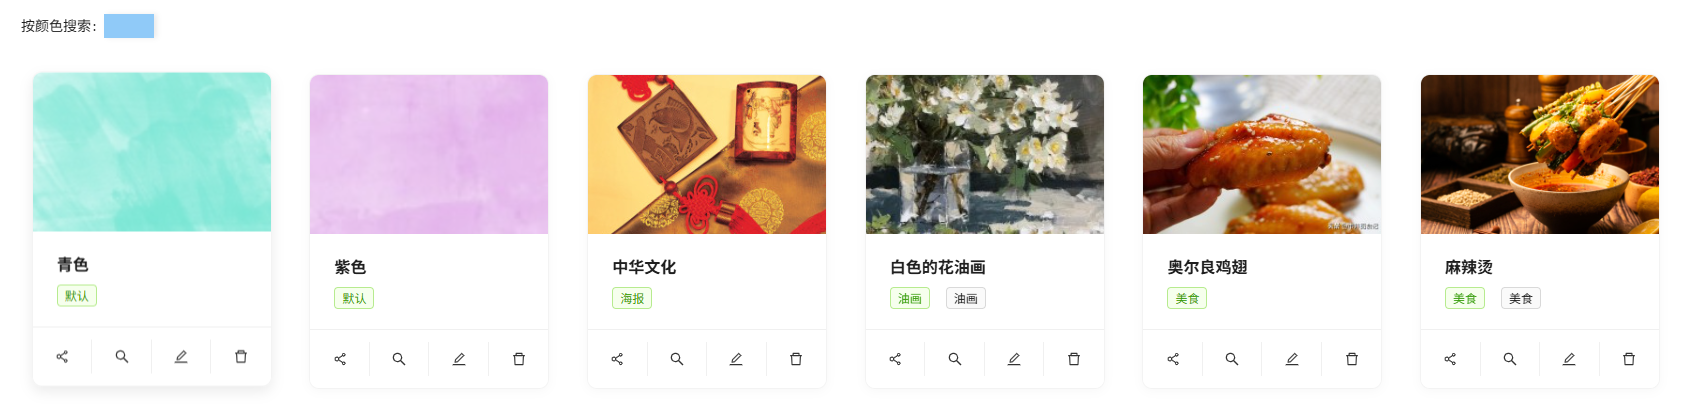 按颜色搜索：
青色
默认
紫色
默认
中华文化
海报
白色的花油画
油画 油画
奥尔良鸡翅
美食
麻辣烫
美食 美食